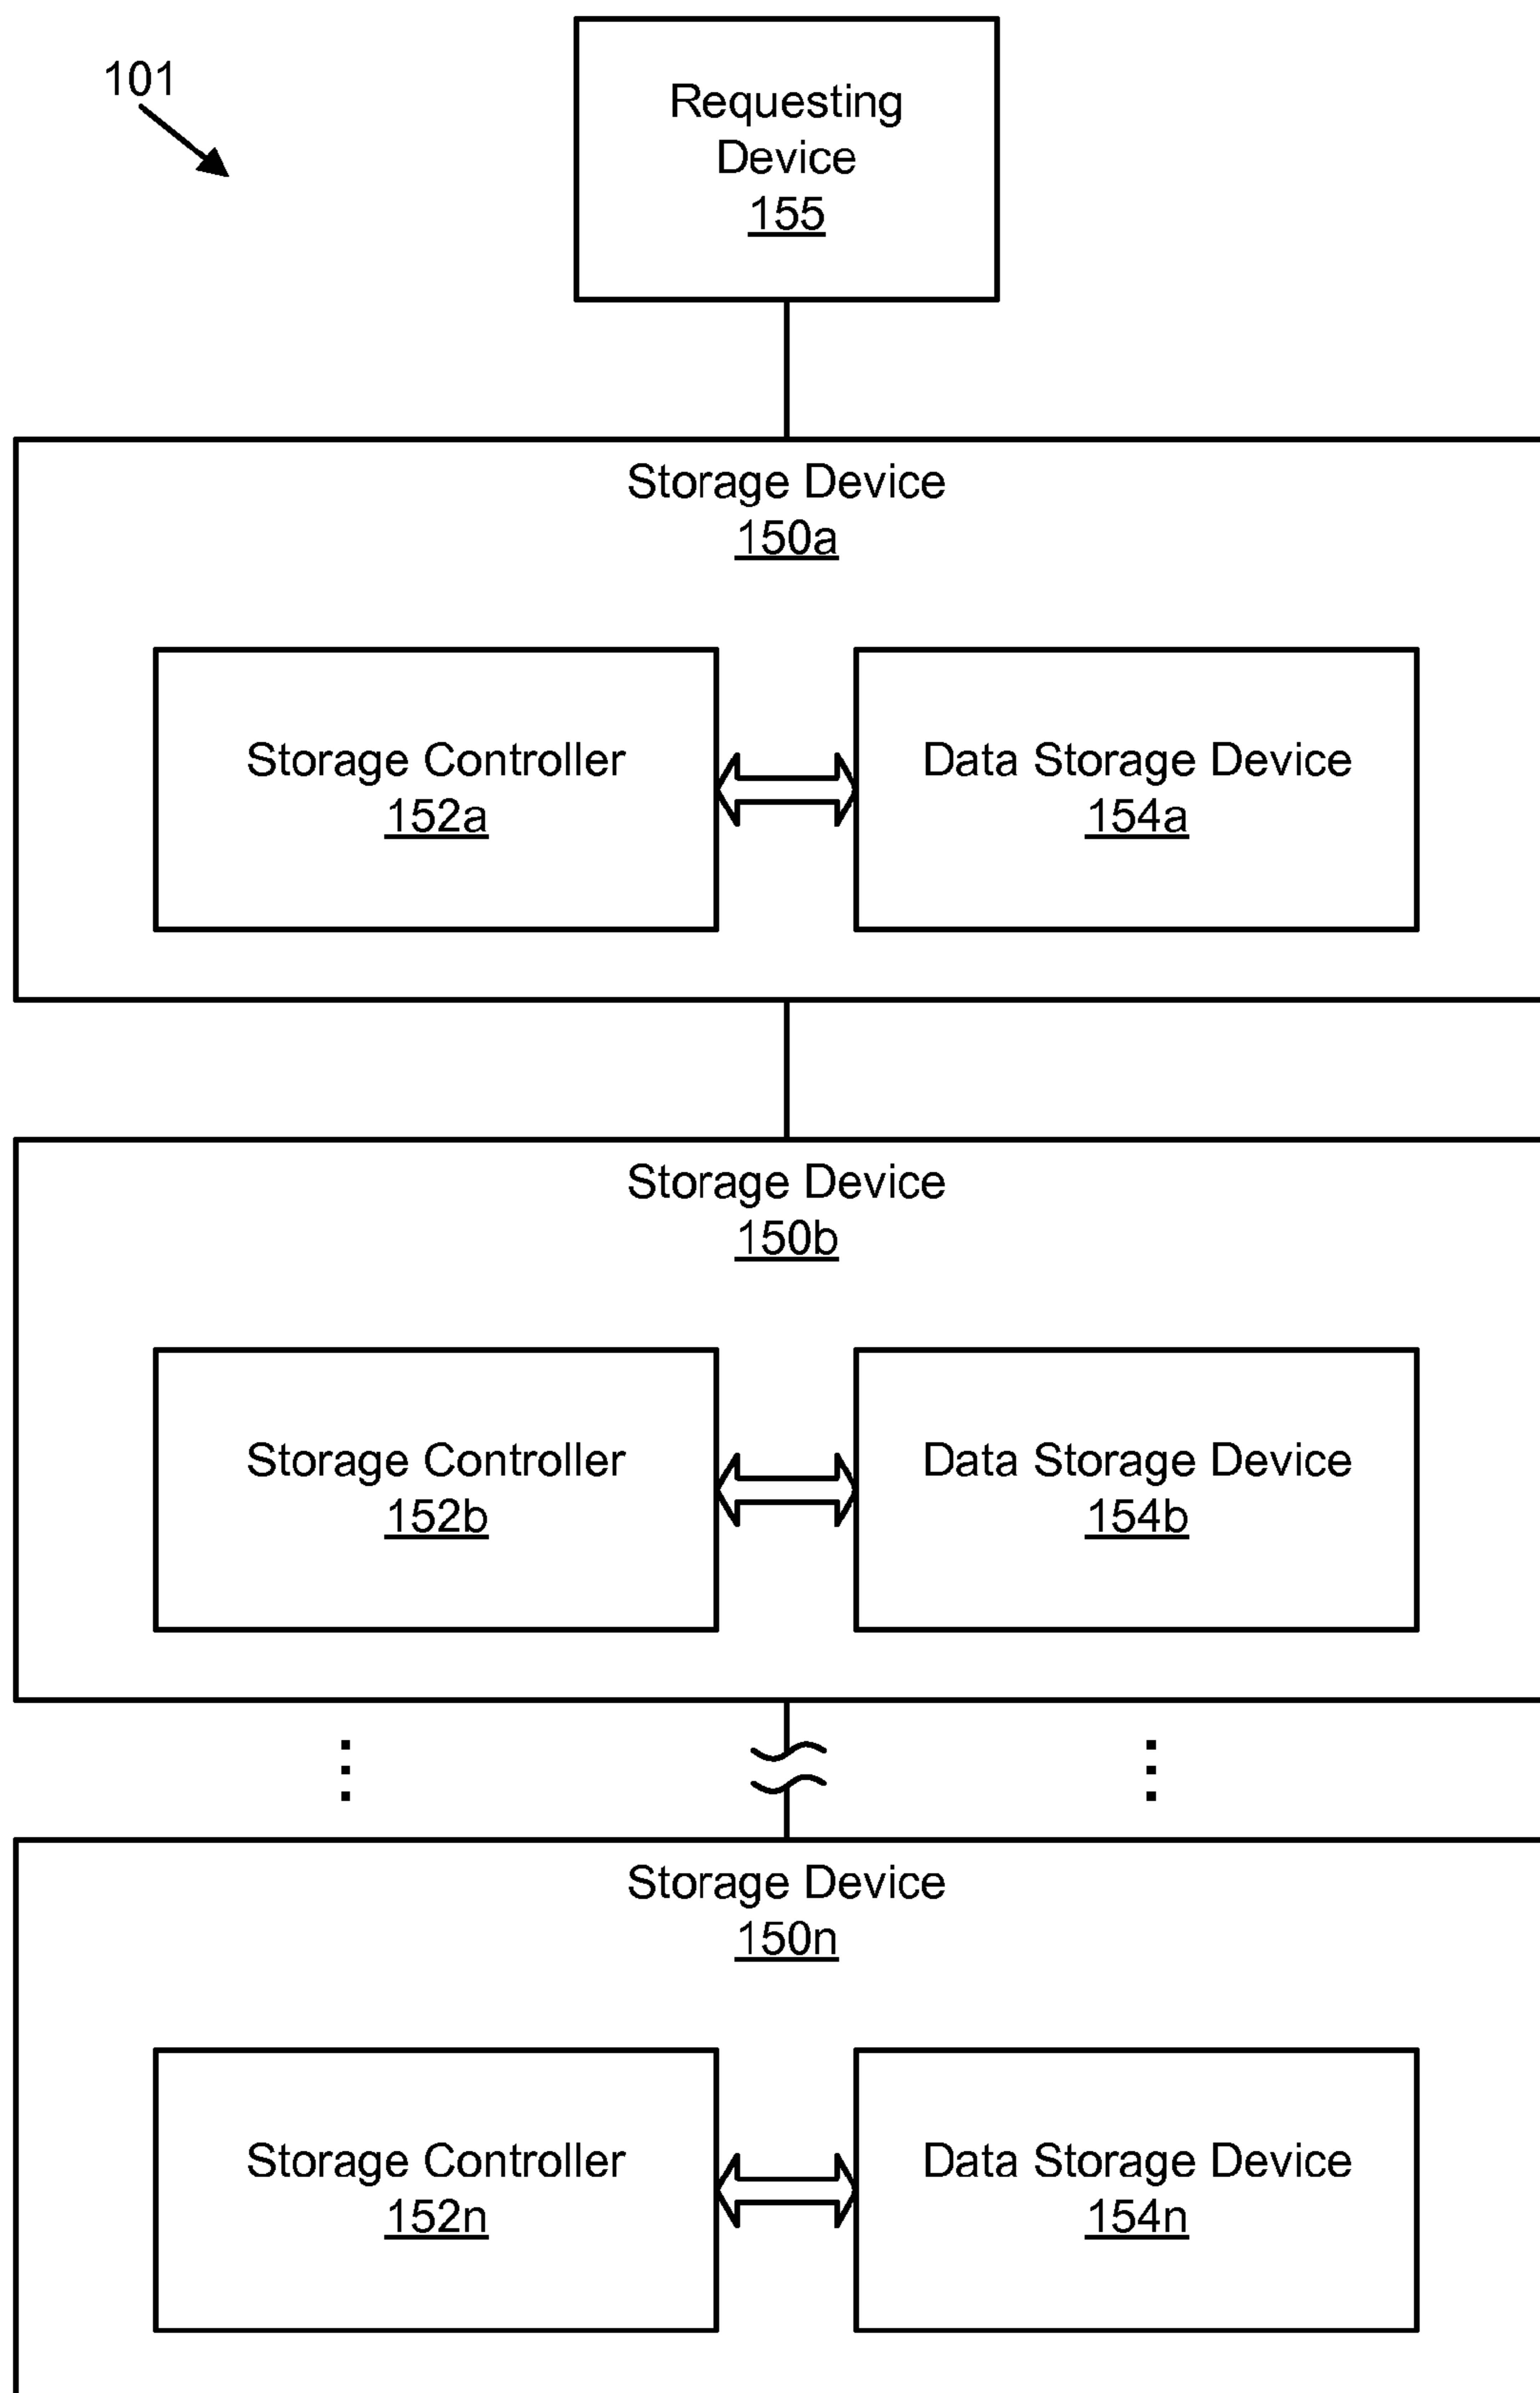 101
Requesting
Device
155
Storage Device
150a
Storage Controller
152a
Data Storage Device
154a
Storage Device
150b
Storage Controller
152b
Data Storage Device
154b
Storage Device
150n
Storage Controller
152n
Data Storage Device
154n